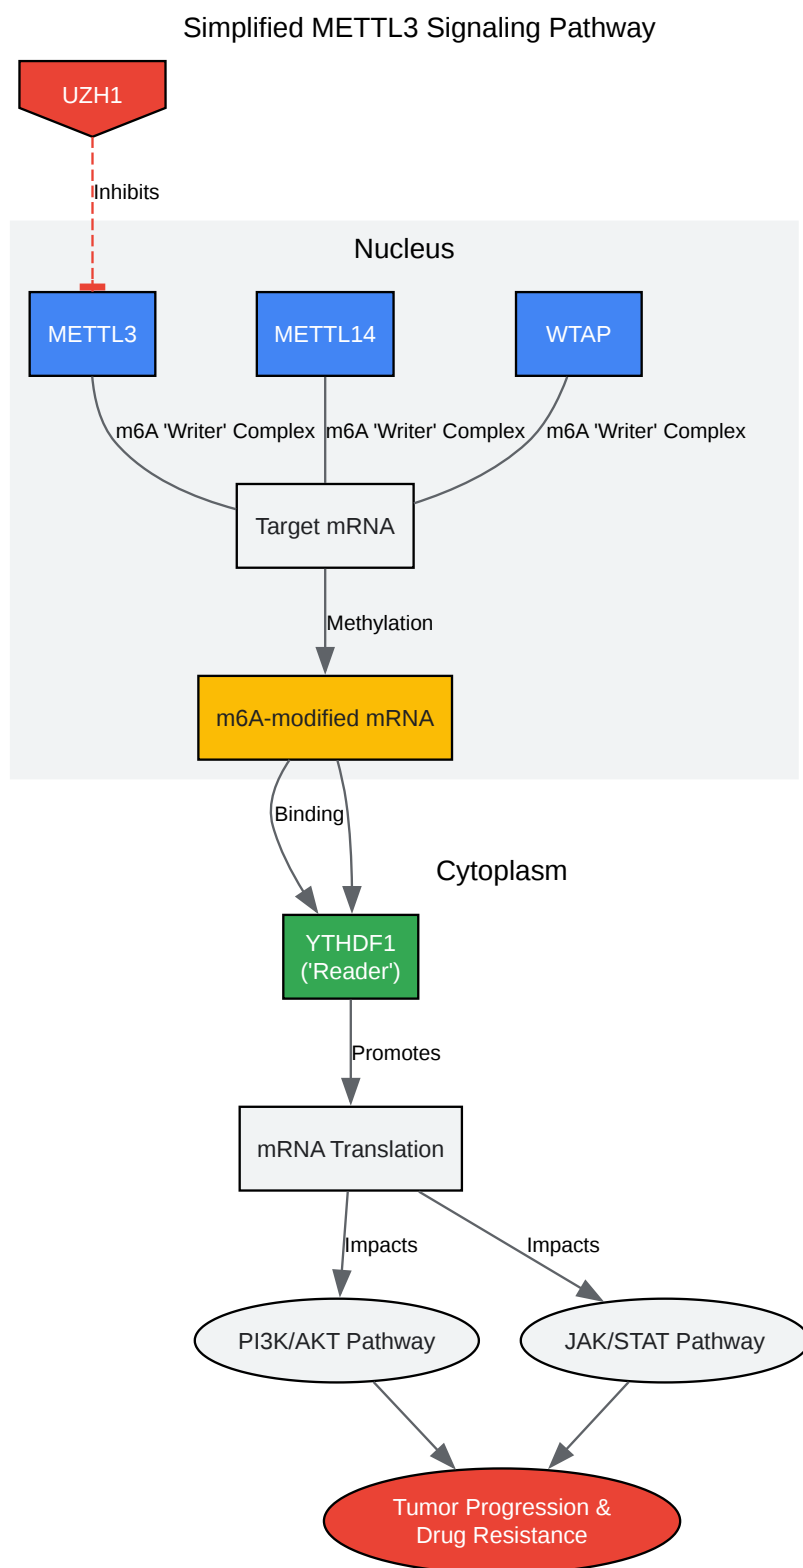 Simplified METTL3 Signaling Pathway
UZH1
Inhibits
Nucleus
METTL3
METTL14
WTAP
m6A 'Writer' Complex
m6A 'Writer' Complex
m6A 'Writer' Complex
Target mRNA
Methylation
m6A-modified mRNA
Binding
Cytoplasm
YTHDF1
('Reader')
Promotes
mRNA Translation
Impacts
Impacts
PI3K/AKT Pathway
JAK/STAT Pathway
Tumor Progression &
Drug Resistance